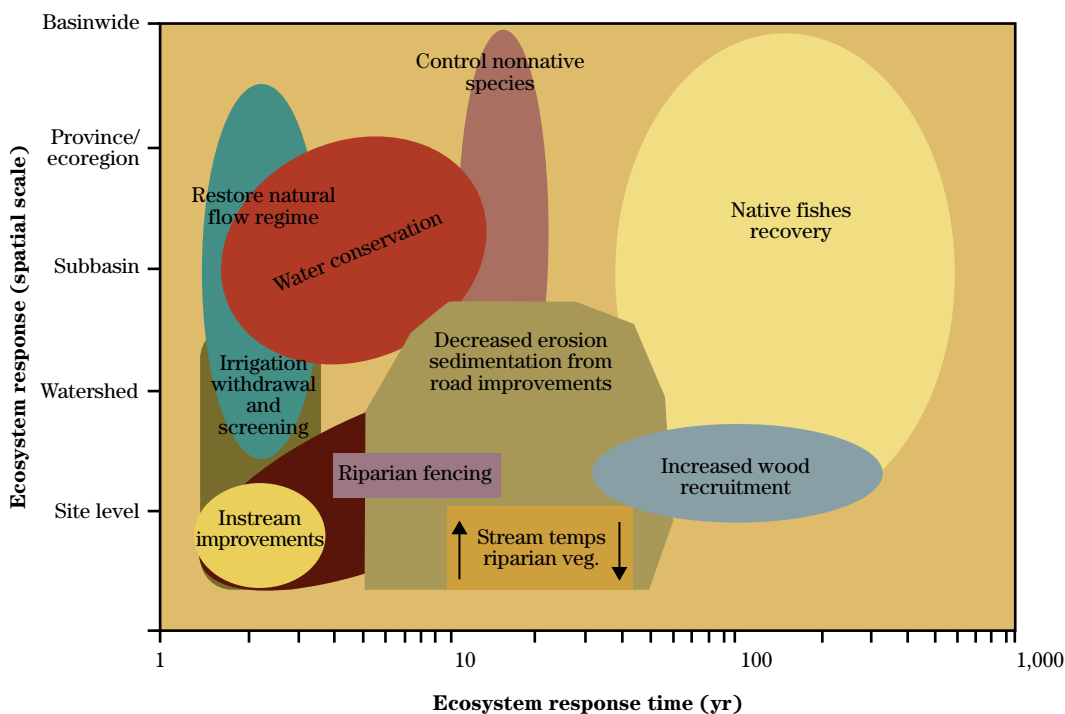 Basinwide
Province/
ecoregion
Subbasin
Watershed
Site level
Ecosystem response (spatial scale)
Control nonnative
species
Restore natural
flow regime
Water conservation
Native fishes
recovery
Irrigation
withdrawal
and
screening
Decreased erosion
sedimentation from
road improvements
Riparian fencing
Increased wood
recruitment
Instream
improvements
Stream temps
riparian veg.
1
10
100
1,000
Ecosystem response time (yr)